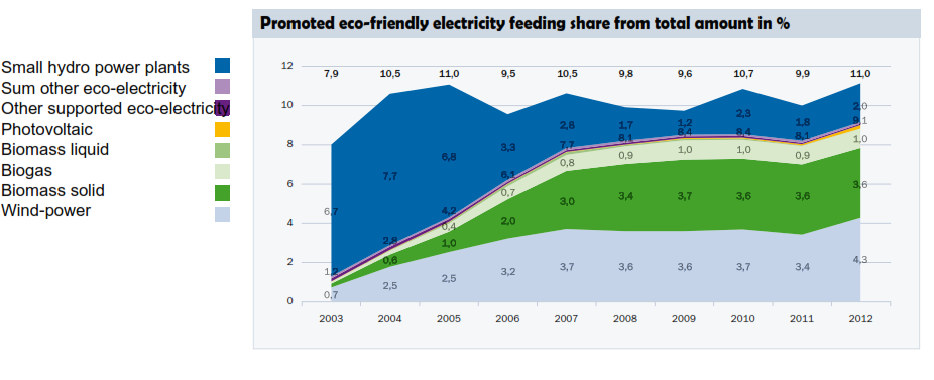 Promoted eco-friendly electricity feeding share from total amount in %
Small hydro power plants
Sum other eco-electricity
Other supported eco-electricity
Photovoltaic
Biomass liquid
Biogas
Biomass solid
Wind-power
12
10
8
6
4
2
0
7,9 10,5 11,0 9,5 10,5 9,8 9,6 10,7 9,9 11,0
6,7 7,7 6,8 3,3 2,8 1,7 1,2 2,3 1,8 2,0
1,2 2,8 4,2 6,1 7,7 8,1 8,4 8,4 8,1
0,4 0,7 0,8 0,9 1,0 1,0 0,9 1,0
0,6 1,0 2,0 3,0 3,4 3,7 3,6 3,6 3,6
0,7 2,5 2,5 3,2 3,7 3,6 3,6 3,7 3,4 4,3
2003 2004 2005 2006 2007 2008 2009 2010 2011 2012